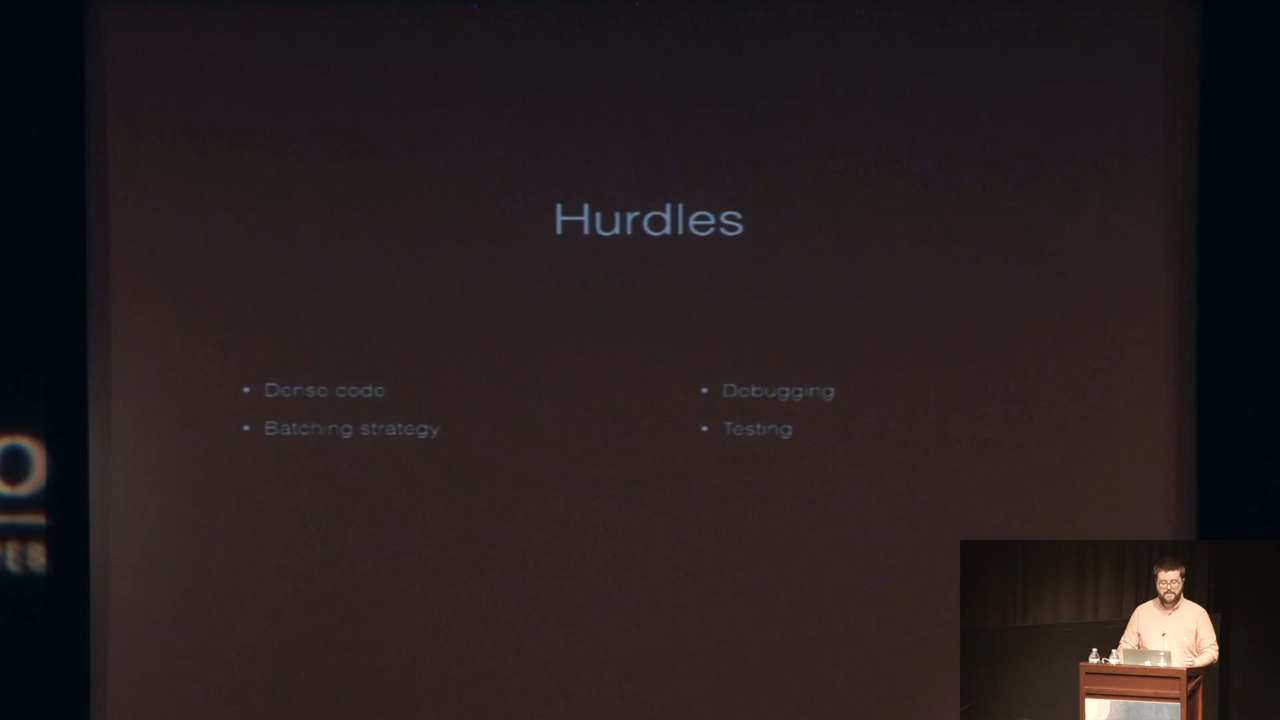 Hurdles
• Dense code
• Batching strategy
• Debugging
• Testing